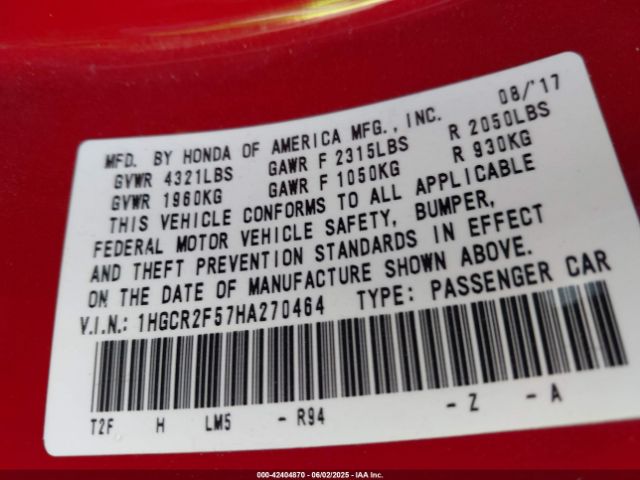 MFD. BY HONDA OF AMERICA MFG., INC. 08/'17
GVWR 4321LBS GAWR F 2315LBS R 2050LBS
GVWR 1960KG GAWR F 1050KG R 930KG
THIS VEHICLE CONFORMS TO ALL APPLICABLE
FEDERAL MOTOR VEHICLE SAFETY, BUMPER,
AND THEFT PREVENTION STANDARDS IN EFFECT
ON THE DATE OF MANUFACTURE SHOWN ABOVE.
V.I.N.: 1HGCR2F57HA270464 TYPE: PASSENGER CAR
T2F H LM5 - R94 - Z - A
000-42404870 - 06/02/2025 - IAA Inc.